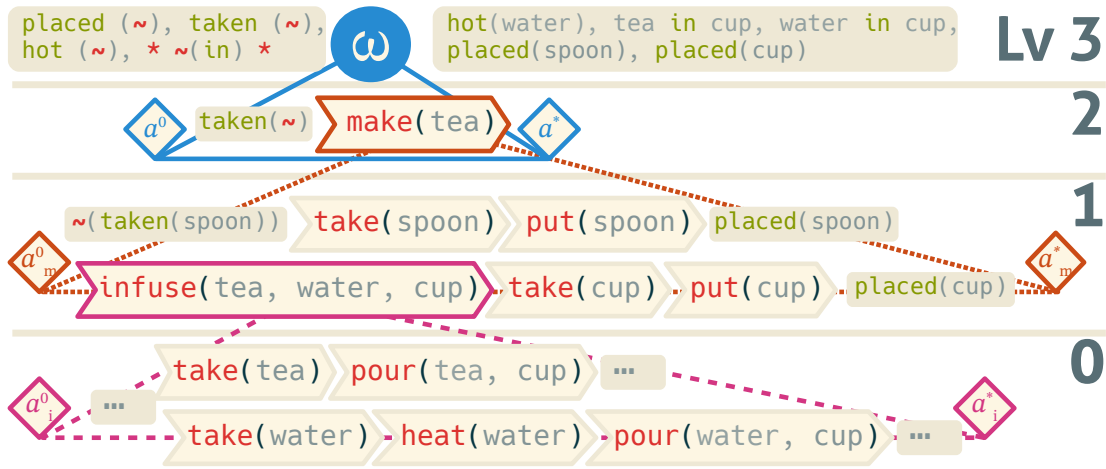 placed (~), taken (~),
hot (~), * ~(in) *
ω
hot(water), tea in cup, water in cup,
placed(spoon), placed(cup)
Lv 3
a⁰ taken(~) make(tea) a* 2
~(taken(spoon)) take(spoon) put(spoon) placed(spoon) 1
a⁰ₘ infuse(tea, water, cup) take(cup) put(cup) placed(cup) a*ₘ
take(tea) pour(tea, cup) ... 0
a⁰ᵢ ... take(water) heat(water) pour(water, cup) ... a*ᵢ